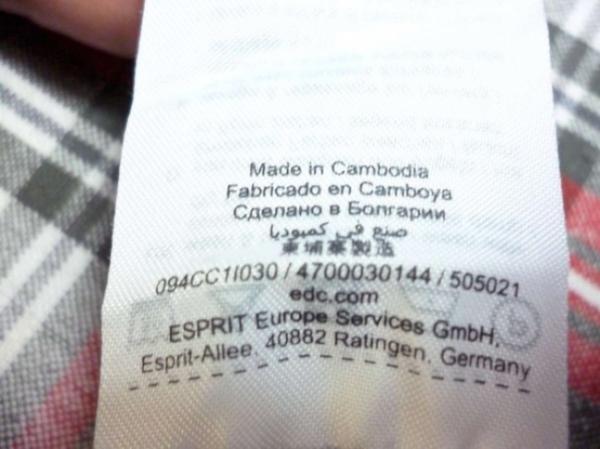 Made in Cambodia
Fabricado en Camboya
Сделано в Болгарии
صنع في كمبوديا
柬埔寨製造
094CC1I030 / 4700030144 / 505021
edc.com
ESPRIT Europe Services GmbH,
Esprit-Allee, 40882 Ratingen, Germany